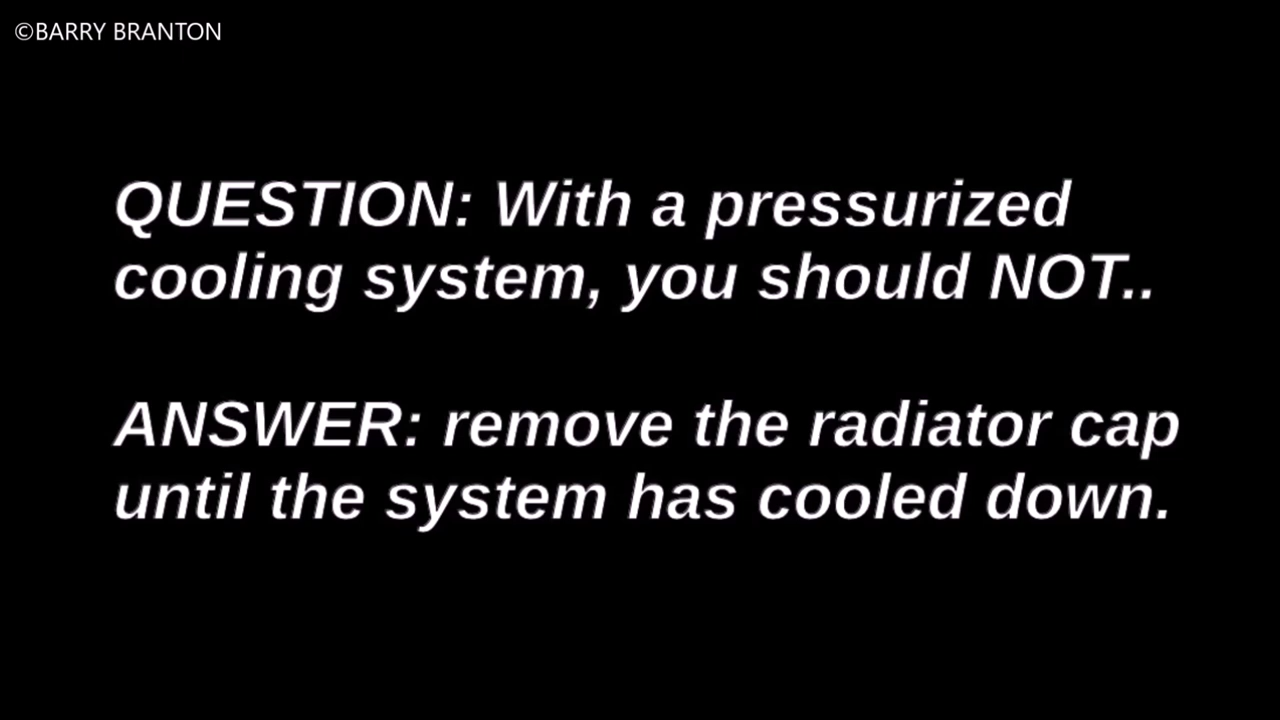 ©BARRY BRANTON
QUESTION: With a pressurized
cooling system, you should NOT..
ANSWER: remove the radiator cap
until the system has cooled down.